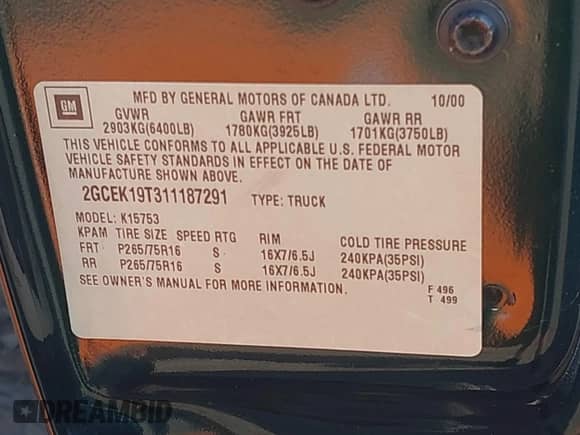 GM
MFD BY GENERAL MOTORS OF CANADA LTD. 10/00
GVWR GAWR FRT GAWR RR
2903KG(6400LB) 1780KG(3925LB) 1701KG(3750LB)
THIS VEHICLE CONFORMS TO ALL APPLICABLE U.S. FEDERAL MOTOR
VEHICLE SAFETY STANDARDS IN EFFECT ON THE DATE OF
MANUFACTURE SHOWN ABOVE.
2GCEK19T311187291 TYPE: TRUCK
MODEL: K15753
KPAM TIRE SIZE SPEED RTG RIM COLD TIRE PRESSURE
FRT P265/75R16 S 16X7/6.5J 240KPA(35PSI)
RR P265/75R16 S 16X7/6.5J 240KPA(35PSI)
SEE OWNER'S MANUAL FOR MORE INFORMATION.
F 496
T 499
DREAMBID